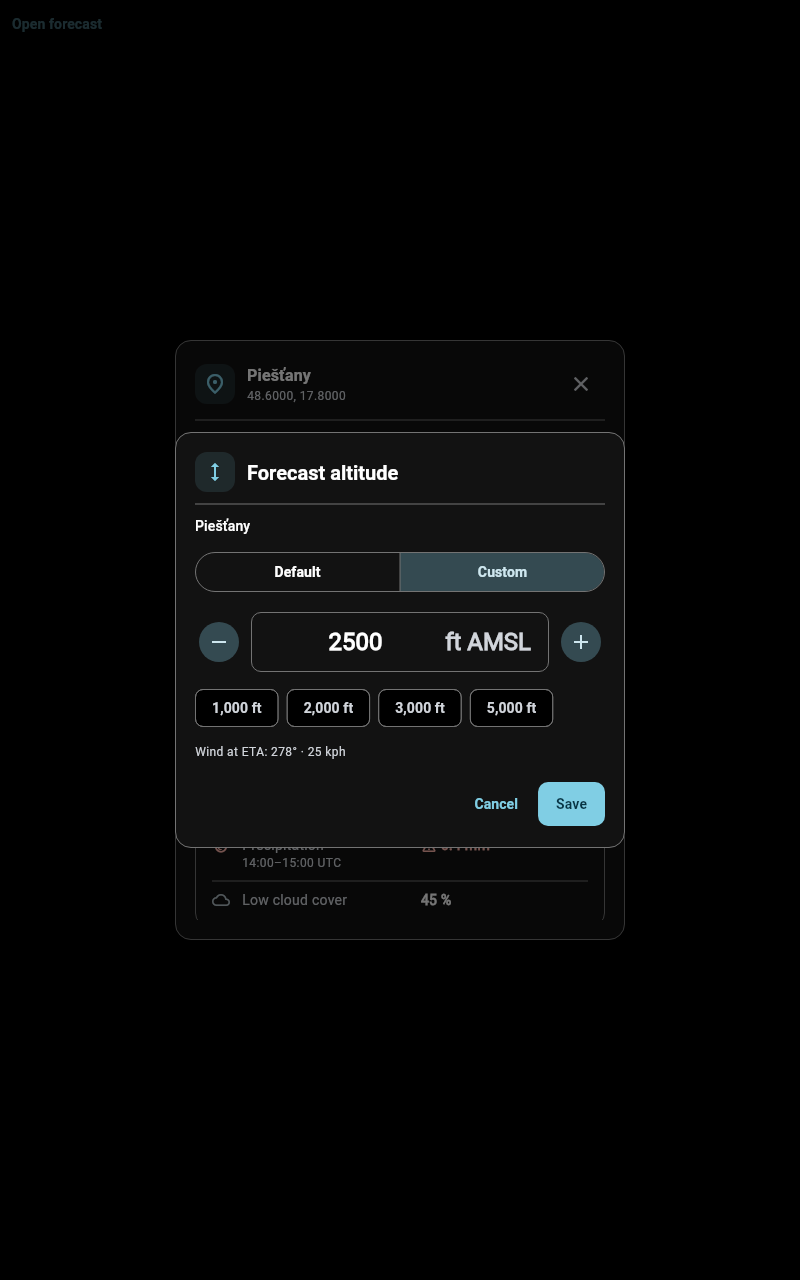 Open forecast
Piešťany
48.6000, 17.8000
Forecast altitude
Piešťany
Default Custom
2500 ft AMSL
1,000 ft 2,000 ft 3,000 ft 5,000 ft
Wind at ETA: 278° · 25 kph
Cancel Save
Precipitation
14:00–15:00 UTC
Low cloud cover 45 %